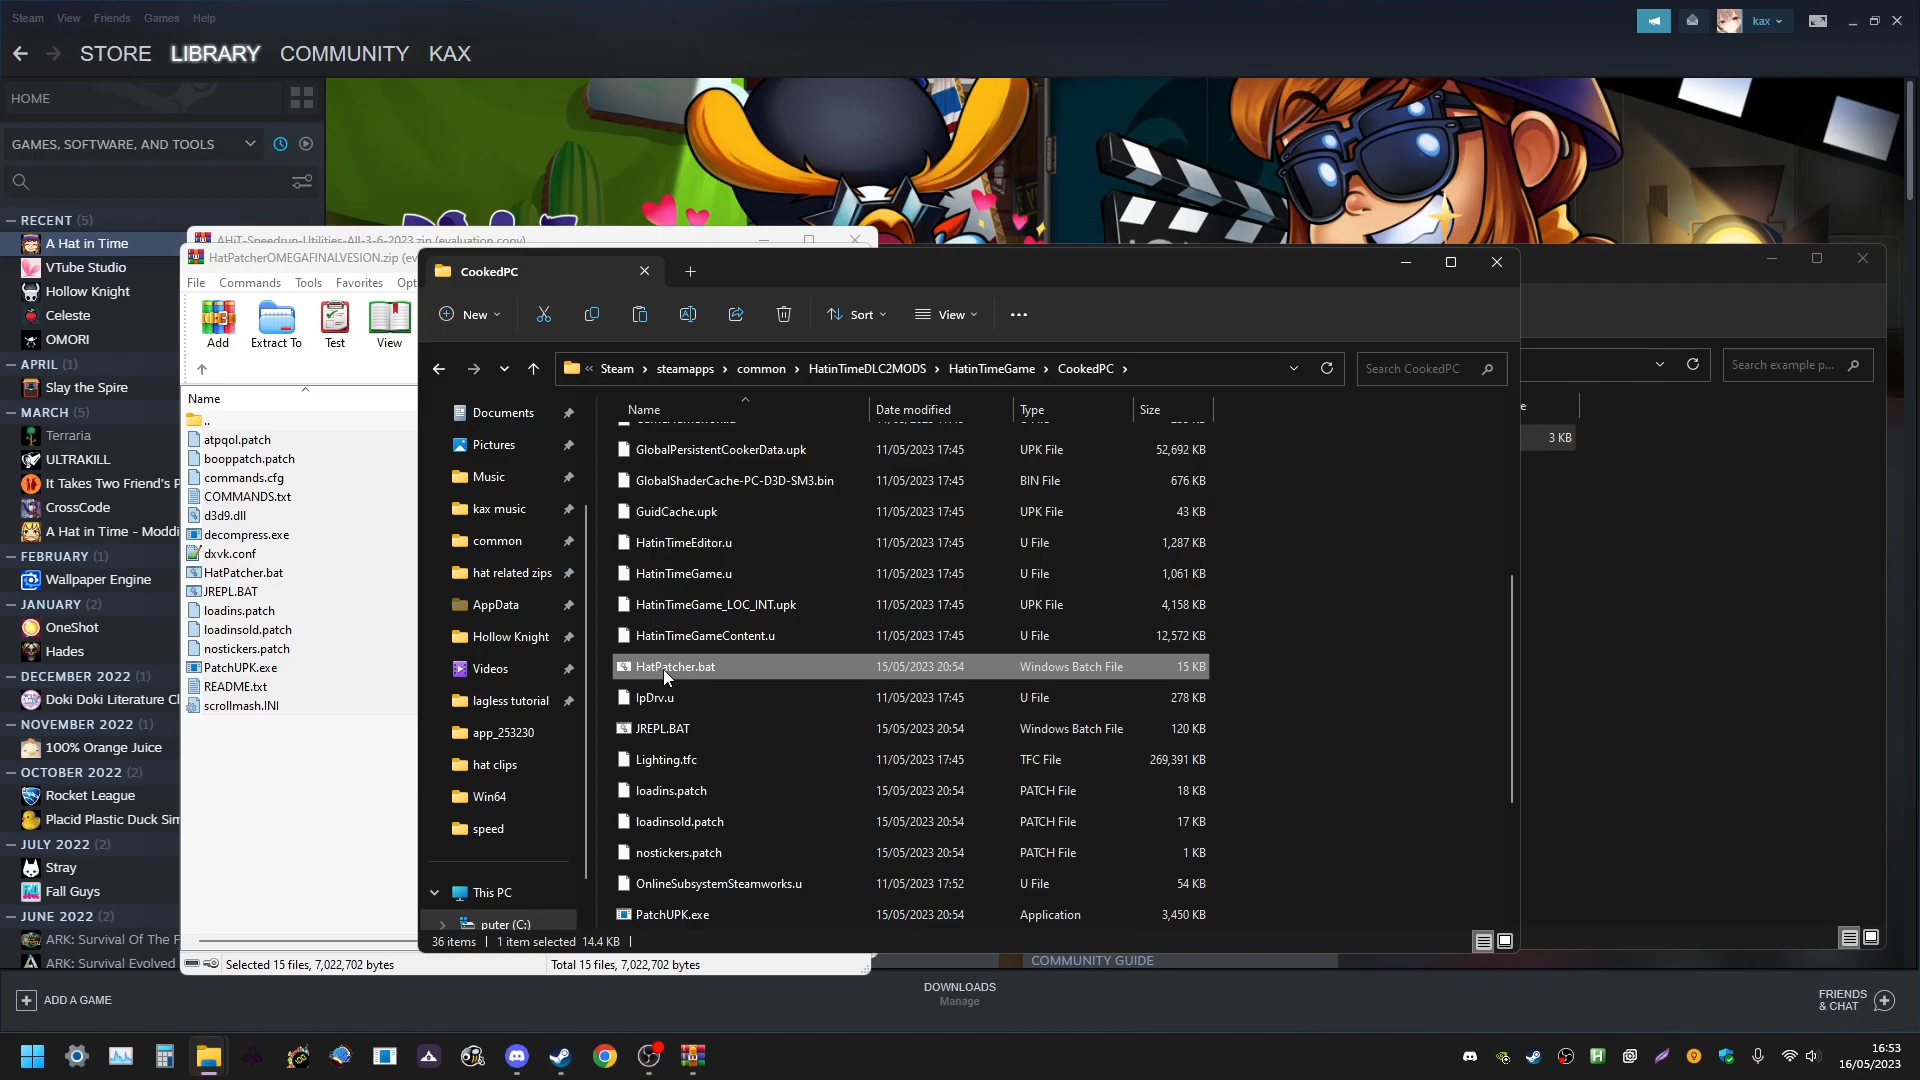 Steam View Friends Games Help
kax
STORE LIBRARY COMMUNITY KAX
HOME
GAMES, SOFTWARE, AND TOOLS
RECENT (5)
A Hat in Time
VTube Studio
Hollow Knight
Celeste
OMORI
APRIL (1)
Slay the Spire
MARCH (5)
Terraria
ULTRAKILL
It Takes Two Friend's P
CrossCode
A Hat in Time - Moddi
FEBRUARY (1)
Wallpaper Engine
JANUARY (2)
OneShot
Hades
DECEMBER 2022 (1)
Doki Doki Literature Cl
NOVEMBER 2022 (1)
100% Orange Juice
OCTOBER 2022 (2)
Rocket League
Placid Plastic Duck Sim
JULY 2022 (2)
Stray
Fall Guys
JUNE 2022 (2)
ARK: Survival Of The F
ARK: Survival Evolved
ADD A GAME
AHiT-Speedrun-Utilities-All-3-6-2023.zip (evaluation copy)
HatPatcherOMEGAFINALVESION.zip (ev
File Commands Tools Favorites Opt
Add Extract To Test View
Name
..
atpqol.patch
booppatch.patch
commands.cfg
COMMANDS.txt
d3d9.dll
decompress.exe
dxvk.conf
HatPatcher.bat
JREPL.BAT
loadins.patch
loadinsold.patch
nostickers.patch
PatchUPK.exe
README.txt
scrollmash.INI
Selected 15 files, 7,022,702 bytes
Total 15 files, 7,022,702 bytes
CookedPC
New Sort View
Steam steamapps common HatinTimeDLC2MODS HatinTimeGame CookedPC
Search CookedPC
Documents
Pictures
Music
kax music
common
hat related zips
AppData
Hollow Knight
Videos
lagless tutorial
app_253230
hat clips
Win64
speed
This PC
puter (C:)
Name Date modified Type Size
GlobalPersistentCookerData.upk 11/05/2023 17:45 UPK File 52,692 KB
GlobalShaderCache-PC-D3D-SM3.bin 11/05/2023 17:45 BIN File 676 KB
GuidCache.upk 11/05/2023 17:45 UPK File 43 KB
HatinTimeEditor.u 11/05/2023 17:45 U File 1,287 KB
HatinTimeGame.u 11/05/2023 17:45 U File 1,061 KB
HatinTimeGame_LOC_INT.upk 11/05/2023 17:45 UPK File 4,158 KB
HatinTimeGameContent.u 11/05/2023 17:45 U File 12,572 KB
HatPatcher.bat 15/05/2023 20:54 Windows Batch File 15 KB
IpDrv.u 11/05/2023 17:45 U File 278 KB
JREPL.BAT 15/05/2023 20:54 Windows Batch File 120 KB
Lighting.tfc 11/05/2023 17:45 TFC File 269,391 KB
loadins.patch 15/05/2023 20:54 PATCH File 18 KB
loadinsold.patch 15/05/2023 20:54 PATCH File 17 KB
nostickers.patch 15/05/2023 20:54 PATCH File 1 KB
OnlineSubsystemSteamworks.u 11/05/2023 17:52 U File 54 KB
PatchUPK.exe 15/05/2023 20:54 Application 3,450 KB
36 items 1 item selected 14.4 KB
Search example p...
e
3 KB
COMMUNITY GUIDE
DOWNLOADS
Manage
FRIENDS
& CHAT
16:53
16/05/2023